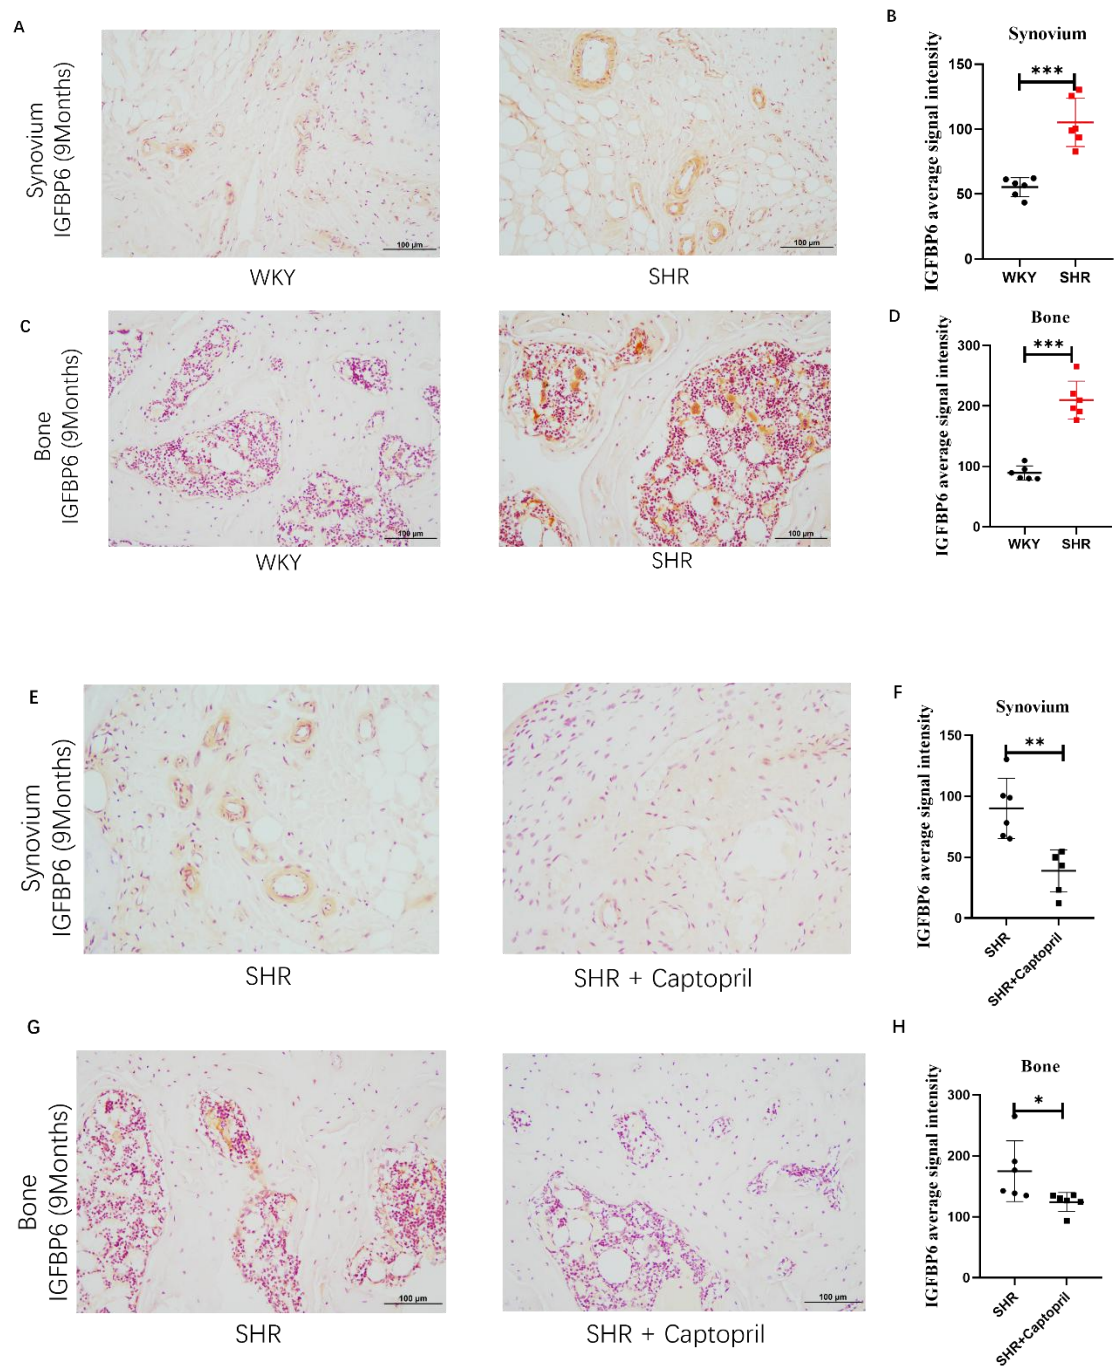 A
Synovium
IGFBP6 (9Months)
100 μm
WKY
100 μm
SHR
B
Synovium
IGFBP6 average signal intensity
150
***
100
50
0
WKY SHR
C
Bone
IGFBP6 (9Months)
100 μm
WKY
100 μm
SHR
D
Bone
IGFBP6 average signal intensity
300
***
200
100
0
WKY SHR
E
Synovium
IGFBP6 (9Months)
SHR
SHR + Captopril
F
Synovium
IGFBP6 average signal intensity
150
**
100
50
0
SHR
SHR+Captopril
G
Bone
IGFBP6 (9Months)
100 μm
SHR
100 μm
SHR + Captopril
H
Bone
IGFBP6 average signal intensity
300
*
200
100
0
SHR
SHR+Captopril